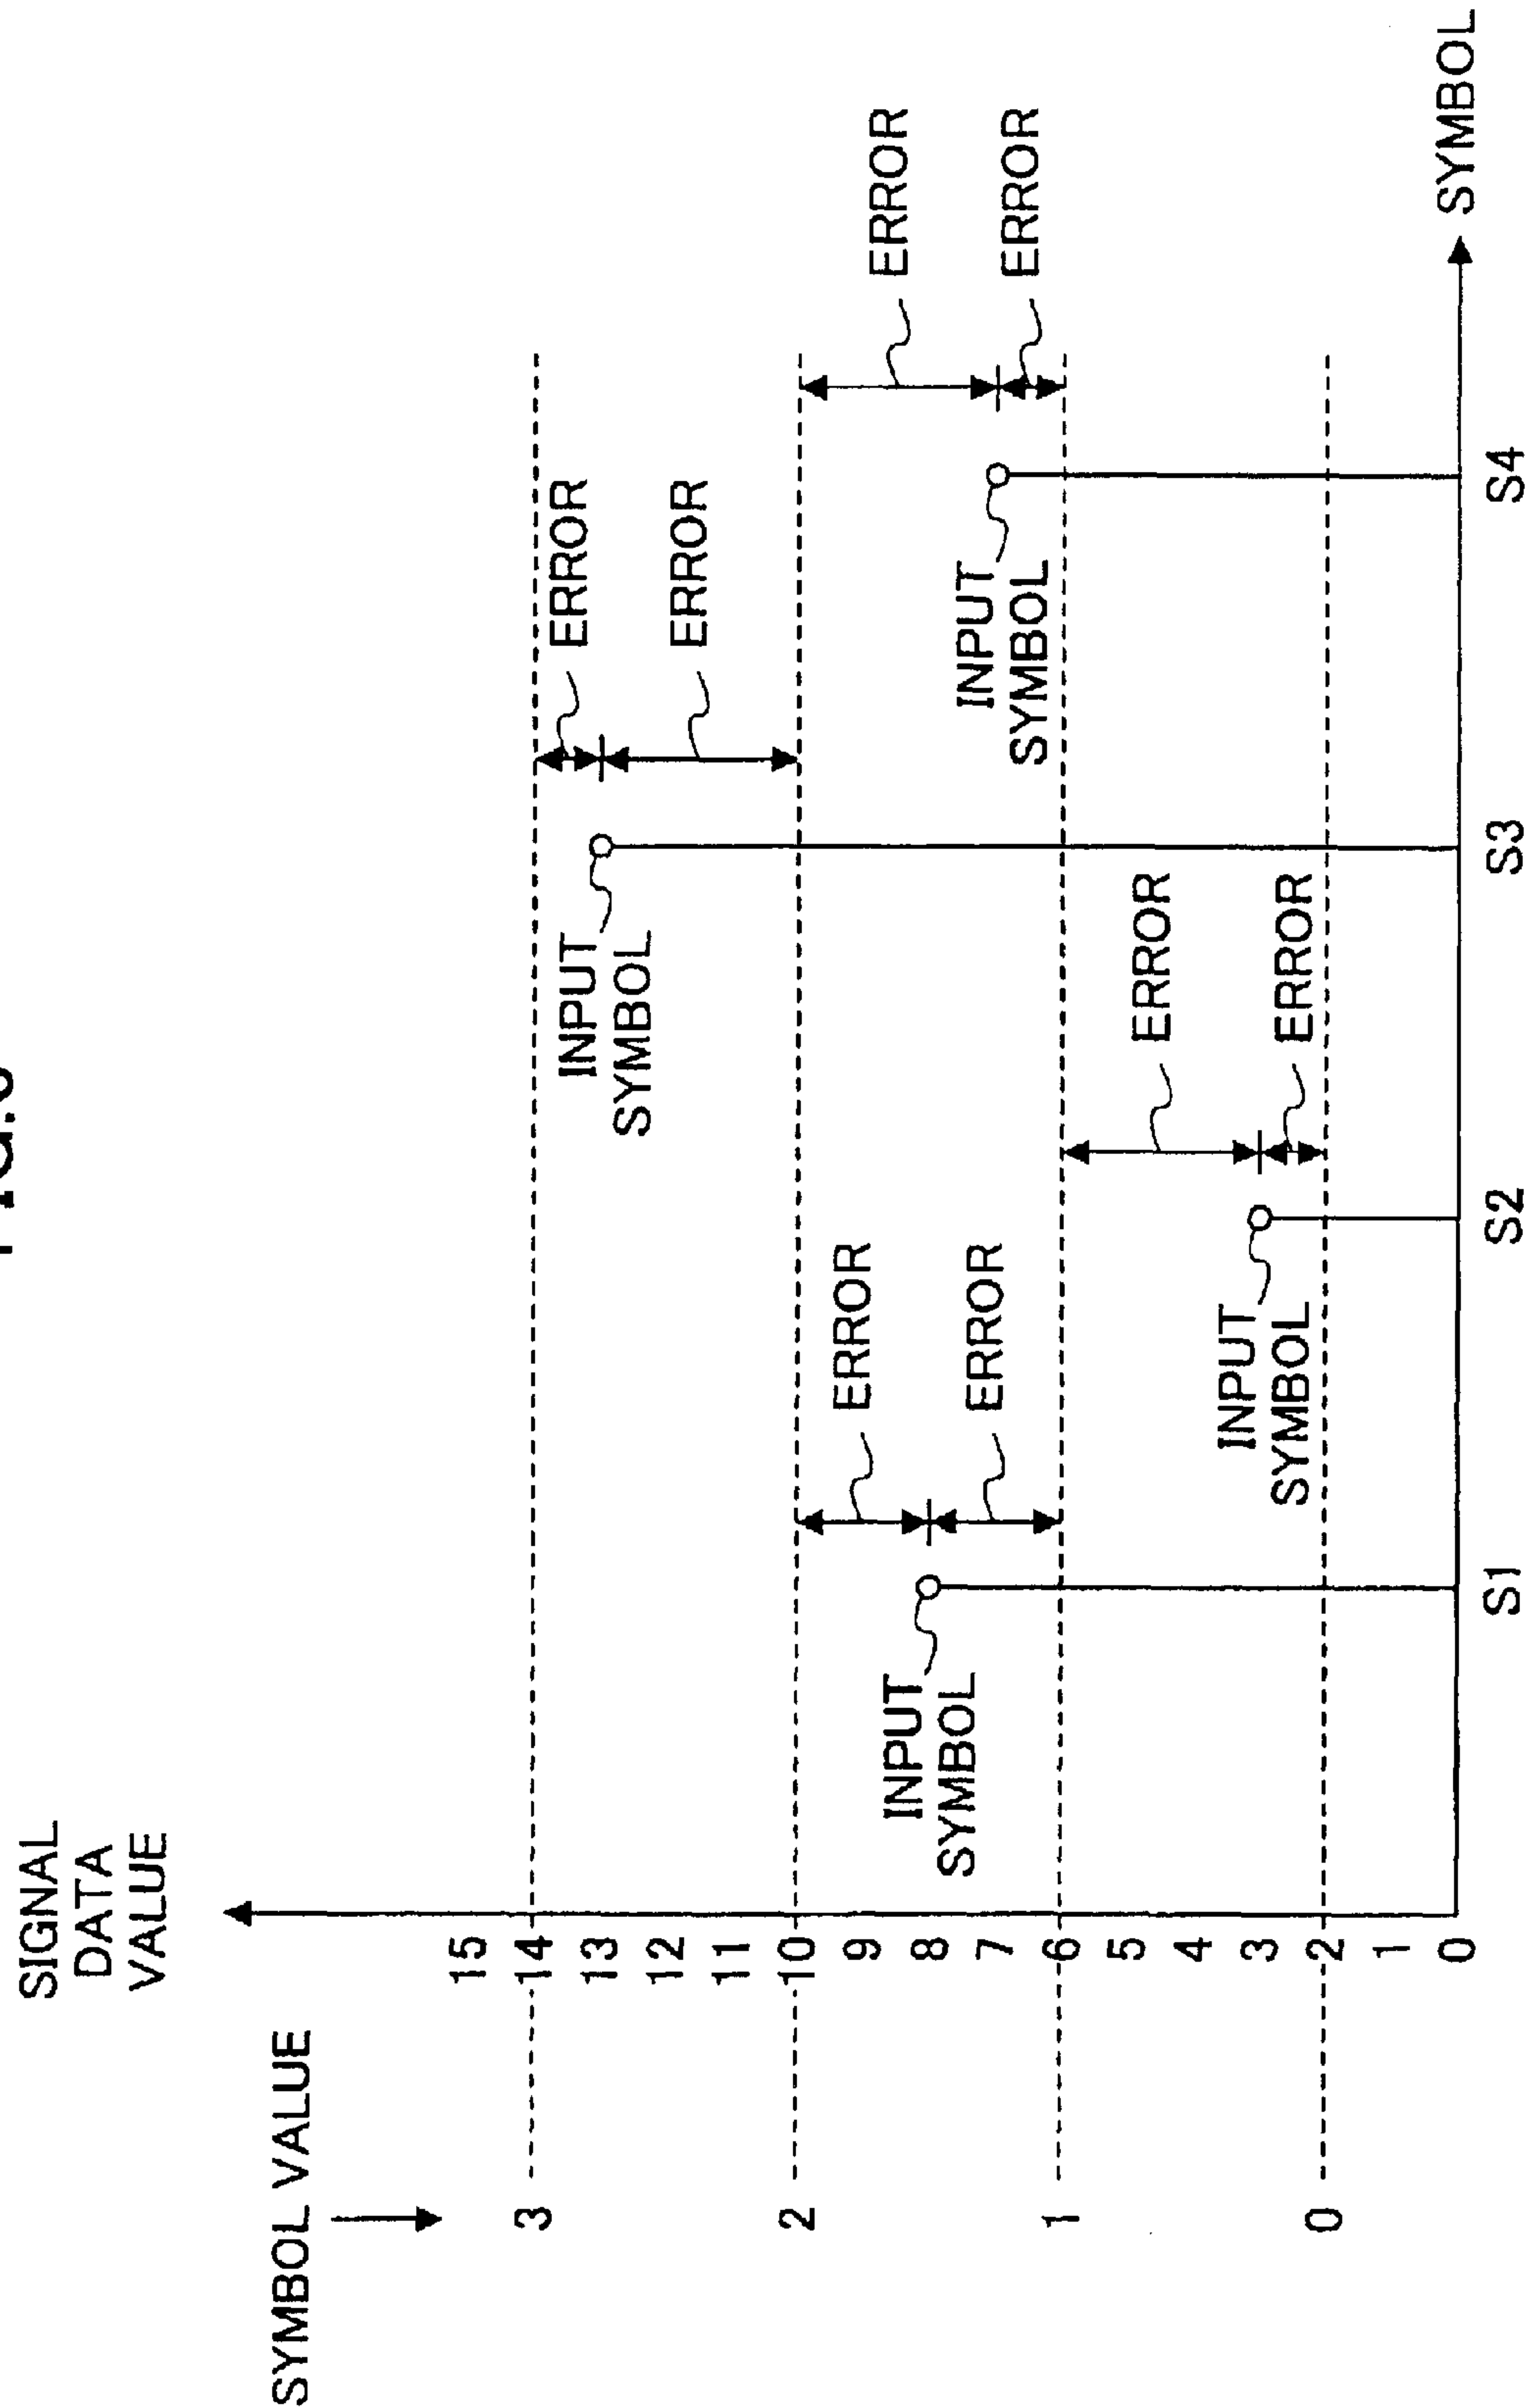 SIGNAL
DATA
VALUE
SYMBOL VALUE
3
2
1
0
15
14
13
12
11
10
9
8
7
6
5
4
3
2
1
0
INPUT
SYMBOL
ERROR
ERROR
INPUT
SYMBOL
ERROR
ERROR
INPUT
SYMBOL
ERROR
ERROR
INPUT
SYMBOL
ERROR
ERROR
S1
S2
S3
S4
SYMBOL